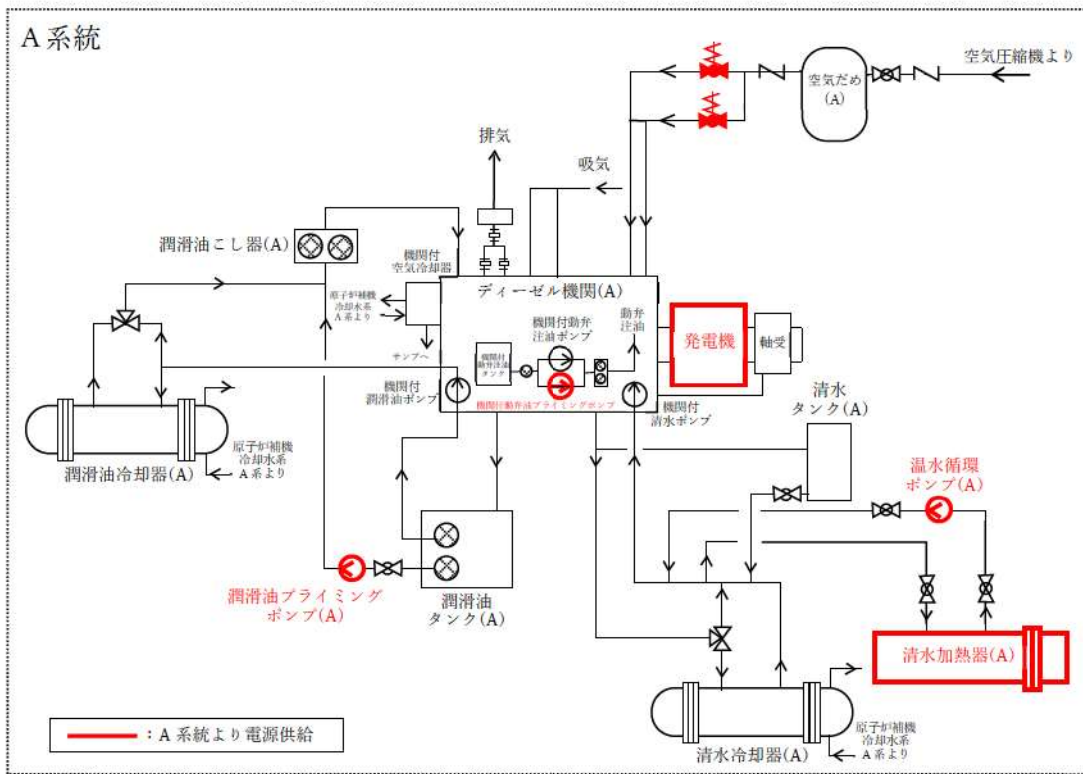 A系統
空気圧縮機より
空気だめ
(A)
排気
吸気
潤滑油こし器(A)
機関付
空気冷却器
原子炉補機
冷却水系
A系より
サンプへ
ディーゼル機関(A)
機関付動弁
注油ポンプ
動弁
注油
機関付
動弁注油
タンク
機関付動弁油プライミングポンプ
機関付
潤滑油ポンプ
機関付
清水ポンプ
発電機
軸受
清水
タンク(A)
原子炉補機
冷却水系
A系より
潤滑油冷却器(A)
温水循環
ポンプ(A)
潤滑油プライミング
ポンプ(A)
潤滑油
タンク(A)
清水加熱器(A)
原子炉補機
冷却水系
A系より
清水冷却器(A)
：A系統より電源供給